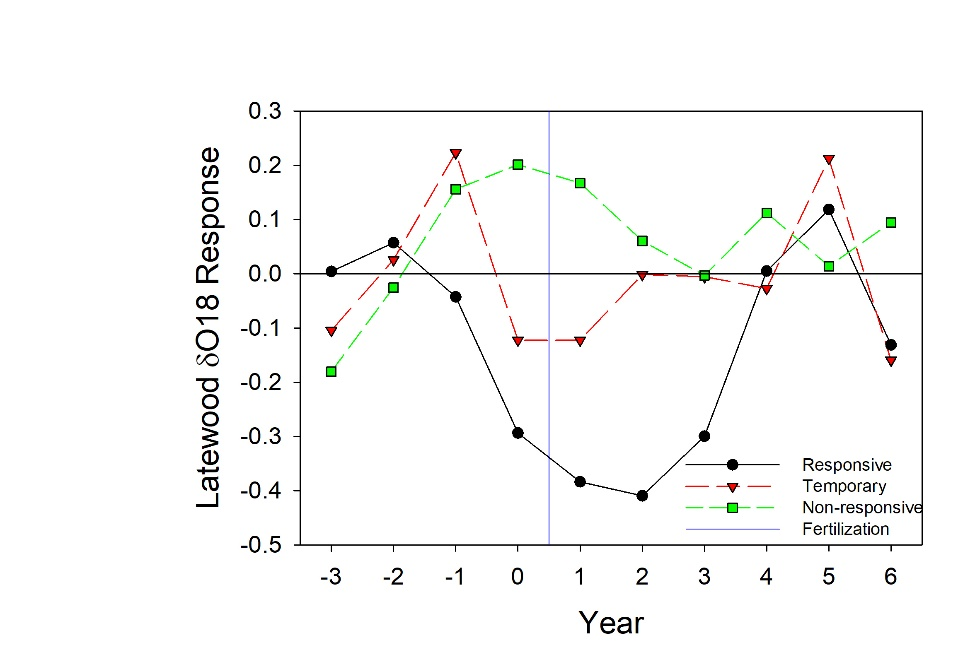 0.3
0.2
0.1
0.0
-0.1
-0.2
-0.3
-0.4
-0.5
Latewood δO18 Response
Responsive
Temporary
Non-responsive
Fertilization
-3 -2 -1 0 1 2 3 4 5 6
Year